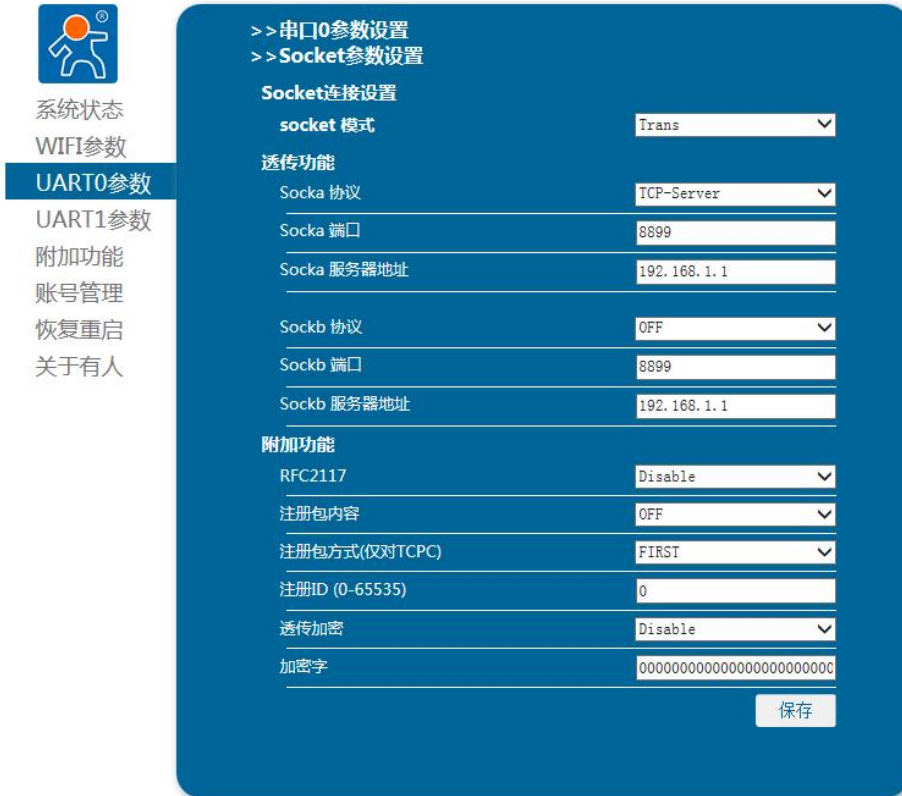 ®
系统状态
WIFI参数
UART0参数
UART1参数
附加功能
账号管理
恢复重启
关于有人
>>串口0参数设置
>>Socket参数设置
Socket连接设置
socket 模式 Trans
透传功能
Socka 协议 TCP-Server
Socka 端口 8899
Socka 服务器地址 192.168.1.1
Sockb 协议 OFF
Sockb 端口 8899
Sockb 服务器地址 192.168.1.1
附加功能
RFC2117 Disable
注册包内容 OFF
注册包方式(仅对TCPC) FIRST
注册ID (0-65535) 0
透传加密 Disable
加密字 0000000000000000000000000
保存